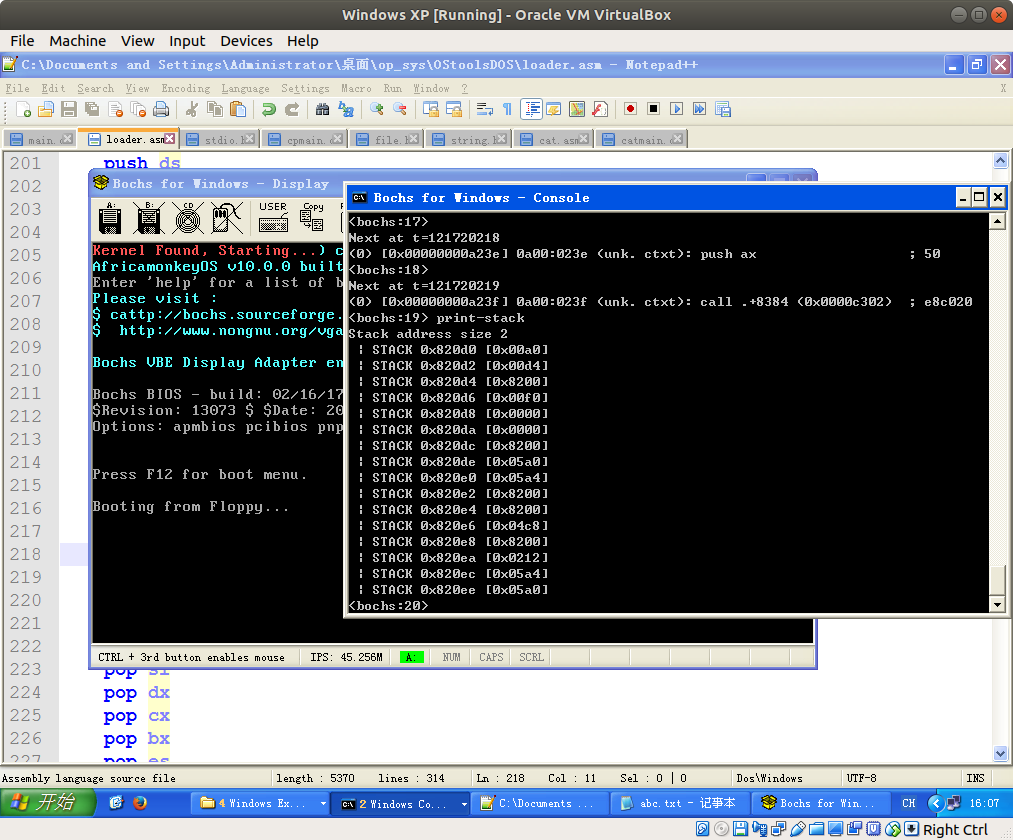 Windows XP [Running] - Oracle VM VirtualBox
File Machine View Input Devices Help
C:\Documents and Settings\Administrator\桌面\op_sys\OStoolsDOS\loader.asm - Notepad++
File Edit Search View Encoding Language Settings Macro Run Window ?
X
main. loader.asm stdio. cpmain. file. string. cat.asm catmain.
201 push ds
202
203
204
205
206
207
208
209
210
211
212
213
214
215
216
217
218
219
220
221
222
223 pop si
224 pop dx
225 pop cx
226 pop bx
227 pop es
Bochs for Windows - Display
A: B: CD USER Copy
Kernel Found, Starting...) c
AfricamonkeyOS v10.0.0 built
Enter 'help' for a list of b
Please visit :
$ cattp://bochs.sourceforge.
$ http://www.nongnu.org/vga
Bochs VBE Display Adapter en
Bochs BIOS - build: 02/16/17
$Revision: 13073 $ $Date: 20
Options: apmbios pcibios pnp
Press F12 for boot menu.
Booting from Floppy...
CTRL + 3rd button enables mouse IPS: 45.256M A: NUM CAPS SCRL
Bochs for Windows - Console
<bochs:17>
Next at t=121720218
(0) [0x00000000a23e] 0a00:023e (unk. ctxt): push ax ; 50
<bochs:18>
Next at t=121720219
(0) [0x00000000a23f] 0a00:023f (unk. ctxt): call .+8384 (0x0000c302) ; e8c020
<bochs:19> print-stack
Stack address size 2
| STACK 0x820d0 [0x00a0]
| STACK 0x820d2 [0x00d4]
| STACK 0x820d4 [0x8200]
| STACK 0x820d6 [0x00f0]
| STACK 0x820d8 [0x0000]
| STACK 0x820da [0x0000]
| STACK 0x820dc [0x8200]
| STACK 0x820de [0x05a0]
| STACK 0x820e0 [0x05a4]
| STACK 0x820e2 [0x8200]
| STACK 0x820e4 [0x8200]
| STACK 0x820e6 [0x04c8]
| STACK 0x820e8 [0x8200]
| STACK 0x820ea [0x0212]
| STACK 0x820ec [0x05a4]
| STACK 0x820ee [0x05a0]
<bochs:20>
Assembly language source file length : 5370 lines : 314 Ln : 218 Col : 11 Sel : 0 | 0 Dos\Windows UTF-8 INS
开始 4 Windows Ex... 2 Windows Co... C:\Documents ... abc.txt - 记事本 Bochs for Win... CH 16:07
Right Ctrl